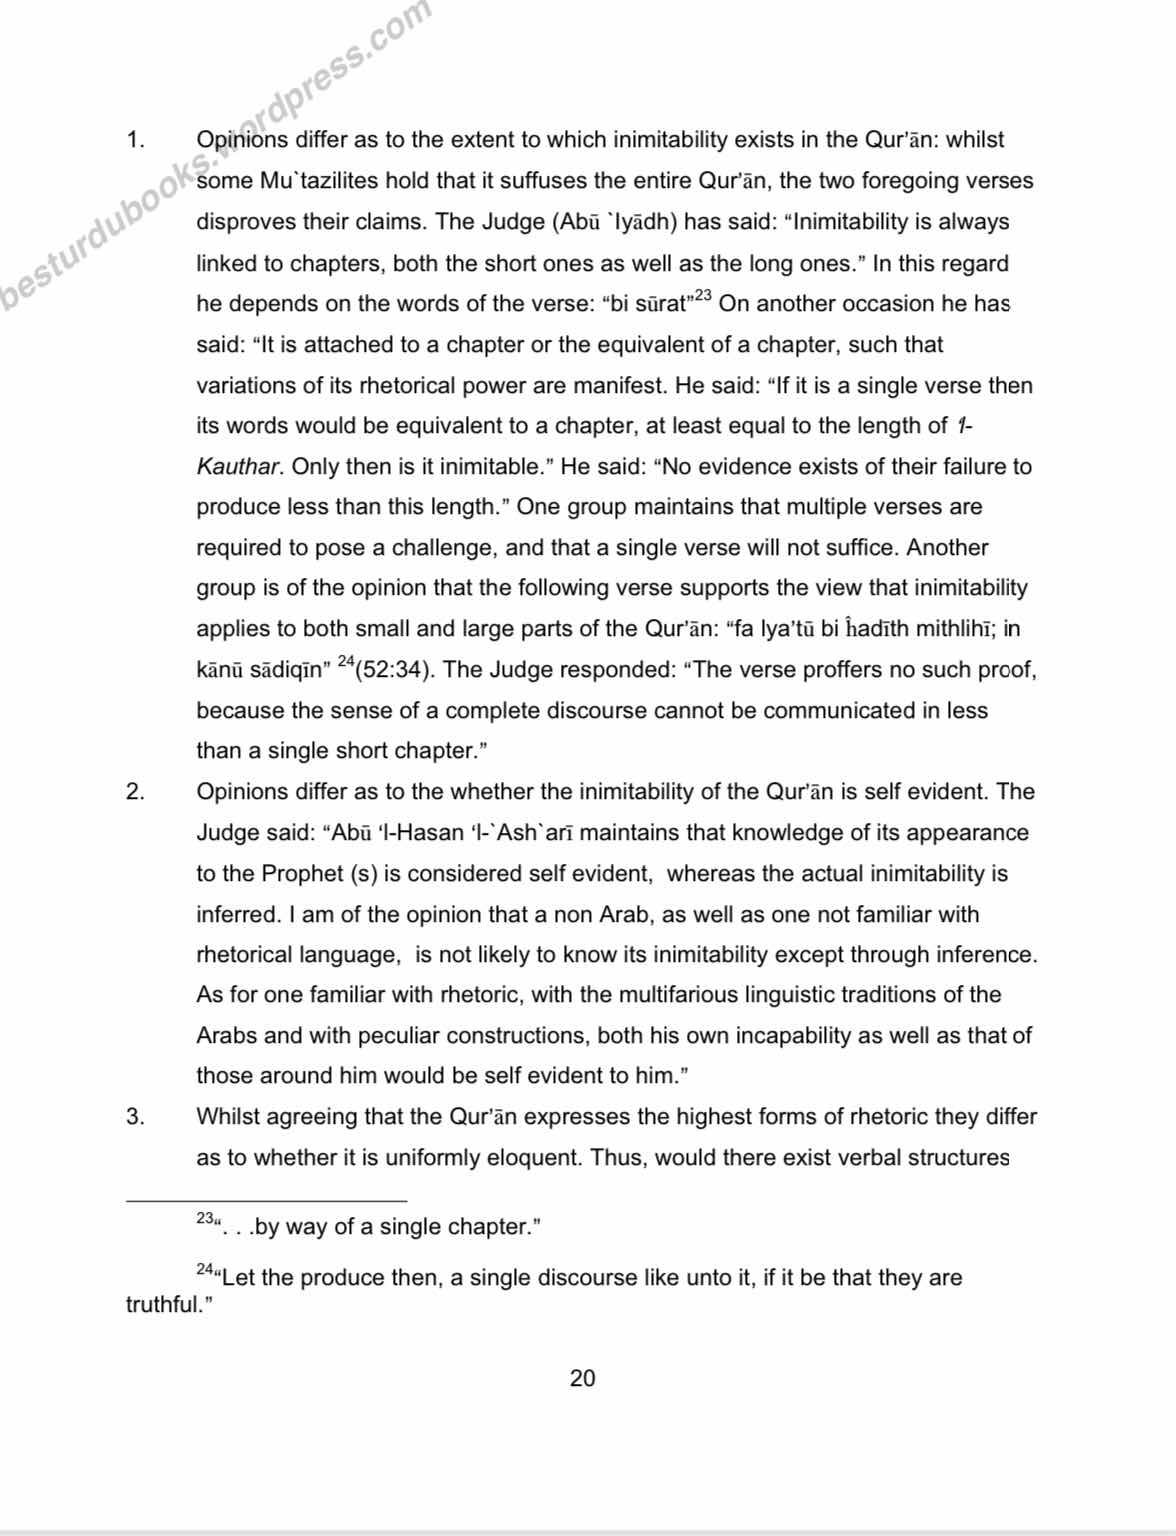 besturdubooks.wordpress.com
1. Opinions differ as to the extent to which inimitability exists in the Qur’ān: whilst
some Mu`tazilites hold that it suffuses the entire Qur’ān, the two foregoing verses
disproves their claims. The Judge (Abū `Iyādh) has said: “Inimitability is always
linked to chapters, both the short ones as well as the long ones.” In this regard
he depends on the words of the verse: “bi sūrat”23 On another occasion he has
said: “It is attached to a chapter or the equivalent of a chapter, such that
variations of its rhetorical power are manifest. He said: “If it is a single verse then
its words would be equivalent to a chapter, at least equal to the length of ‘l-
Kauthar. Only then is it inimitable.” He said: “No evidence exists of their failure to
produce less than this length.” One group maintains that multiple verses are
required to pose a challenge, and that a single verse will not suffice. Another
group is of the opinion that the following verse supports the view that inimitability
applies to both small and large parts of the Qur’ān: “fa lya’tū bi ĥadīth mithlihī; in
kānū sādiqīn” 24(52:34). The Judge responded: “The verse proffers no such proof,
because the sense of a complete discourse cannot be communicated in less
than a single short chapter.”
2. Opinions differ as to the whether the inimitability of the Qur’ān is self evident. The
Judge said: “Abū ‘l-Hasan ‘l-`Ash`arī maintains that knowledge of its appearance
to the Prophet (s) is considered self evident, whereas the actual inimitability is
inferred. I am of the opinion that a non Arab, as well as one not familiar with
rhetorical language, is not likely to know its inimitability except through inference.
As for one familiar with rhetoric, with the multifarious linguistic traditions of the
Arabs and with peculiar constructions, both his own incapability as well as that of
those around him would be self evident to him.”
3. Whilst agreeing that the Qur’ān expresses the highest forms of rhetoric they differ
as to whether it is uniformly eloquent. Thus, would there exist verbal structures
23“. . .by way of a single chapter.”
24“Let the produce then, a single discourse like unto it, if it be that they are
truthful.”
20